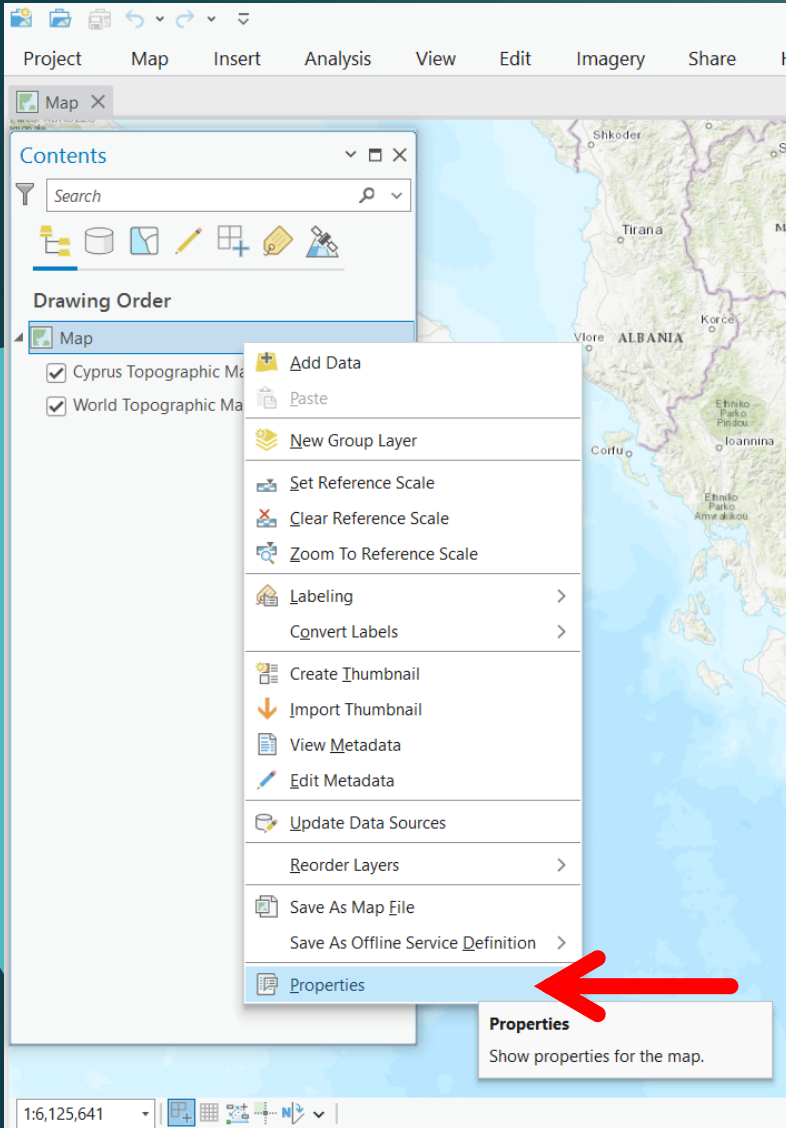 Project Map Insert Analysis View Edit Imagery Share
Map
Contents
Search
Drawing Order
Map
Cyprus Topographic Ma
World Topographic Ma
Add Data
Paste
New Group Layer
Set Reference Scale
Clear Reference Scale
Zoom To Reference Scale
Labeling
Convert Labels
Create Thumbnail
Import Thumbnail
View Metadata
Edit Metadata
Update Data Sources
Reorder Layers
Save As Map File
Save As Offline Service Definition
Properties
Properties
Show properties for the map.
Shkoder
Tirana
Korce
Vlore ALBANIA
Ethniko
Parko
Pindou
Ioannina
Corfu
Ethniko
Parko
Amvrakikou
1:6,125,641